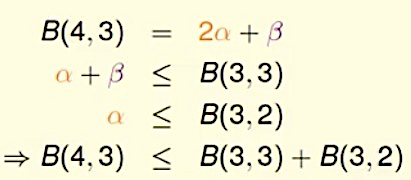 B(4, 3) = 2α + β
α + β ≤ B(3, 3)
α ≤ B(3, 2)
⇒ B(4, 3) ≤ B(3, 3) + B(3, 2)